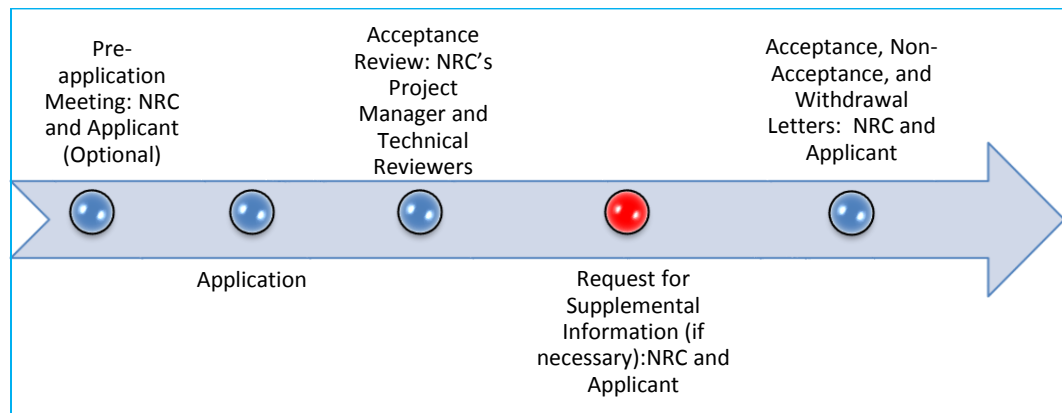 Pre-
application
Meeting: NRC
and Applicant
(Optional)
Application
Acceptance
Review: NRC’s
Project
Manager and
Technical
Reviewers
Request for
Supplemental
Information (if
necessary):NRC and
Applicant
Acceptance, Non-
Acceptance, and
Withdrawal
Letters:  NRC and
Applicant